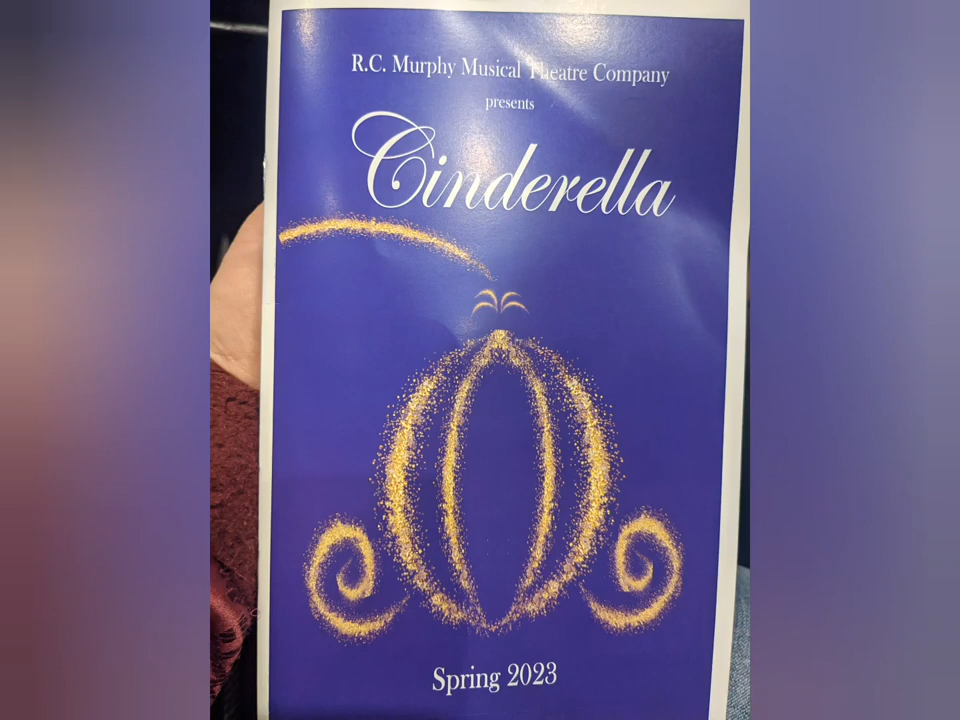 R.C. Murphy Musical Theatre Company
presents
Cinderella
Spring 2023